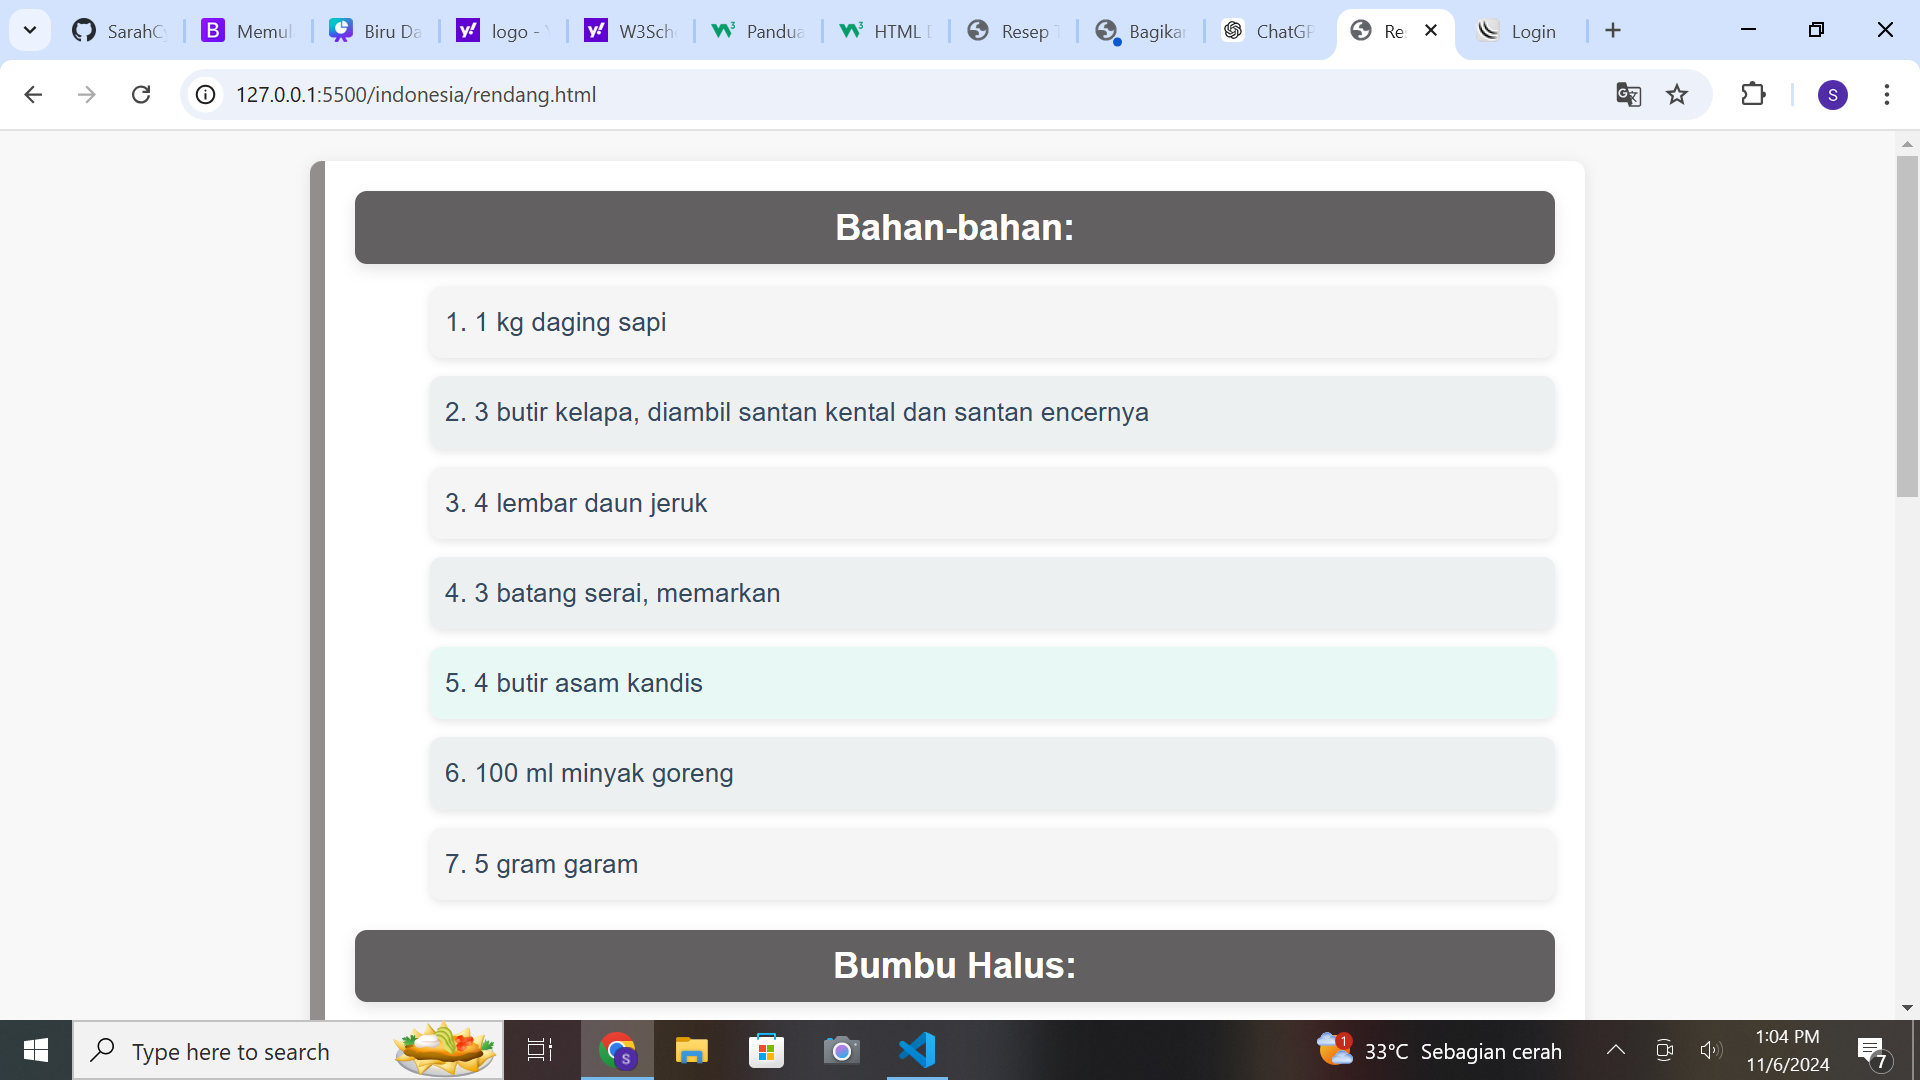 SarahC
Memul
Biru Da
logo - Y
W3Sch
Pandua
HTML
Resep T
Bagikar
ChatGP
Res
Login
127.0.0.1:5500/indonesia/rendang.html
S
Bahan-bahan:
1. 1 kg daging sapi
2. 3 butir kelapa, diambil santan kental dan santan encernya
3. 4 lembar daun jeruk
4. 3 batang serai, memarkan
5. 4 butir asam kandis
6. 100 ml minyak goreng
7. 5 gram garam
Bumbu Halus:
Type here to search
S
1
33°C Sebagian cerah
1:04 PM
11/6/2024
7